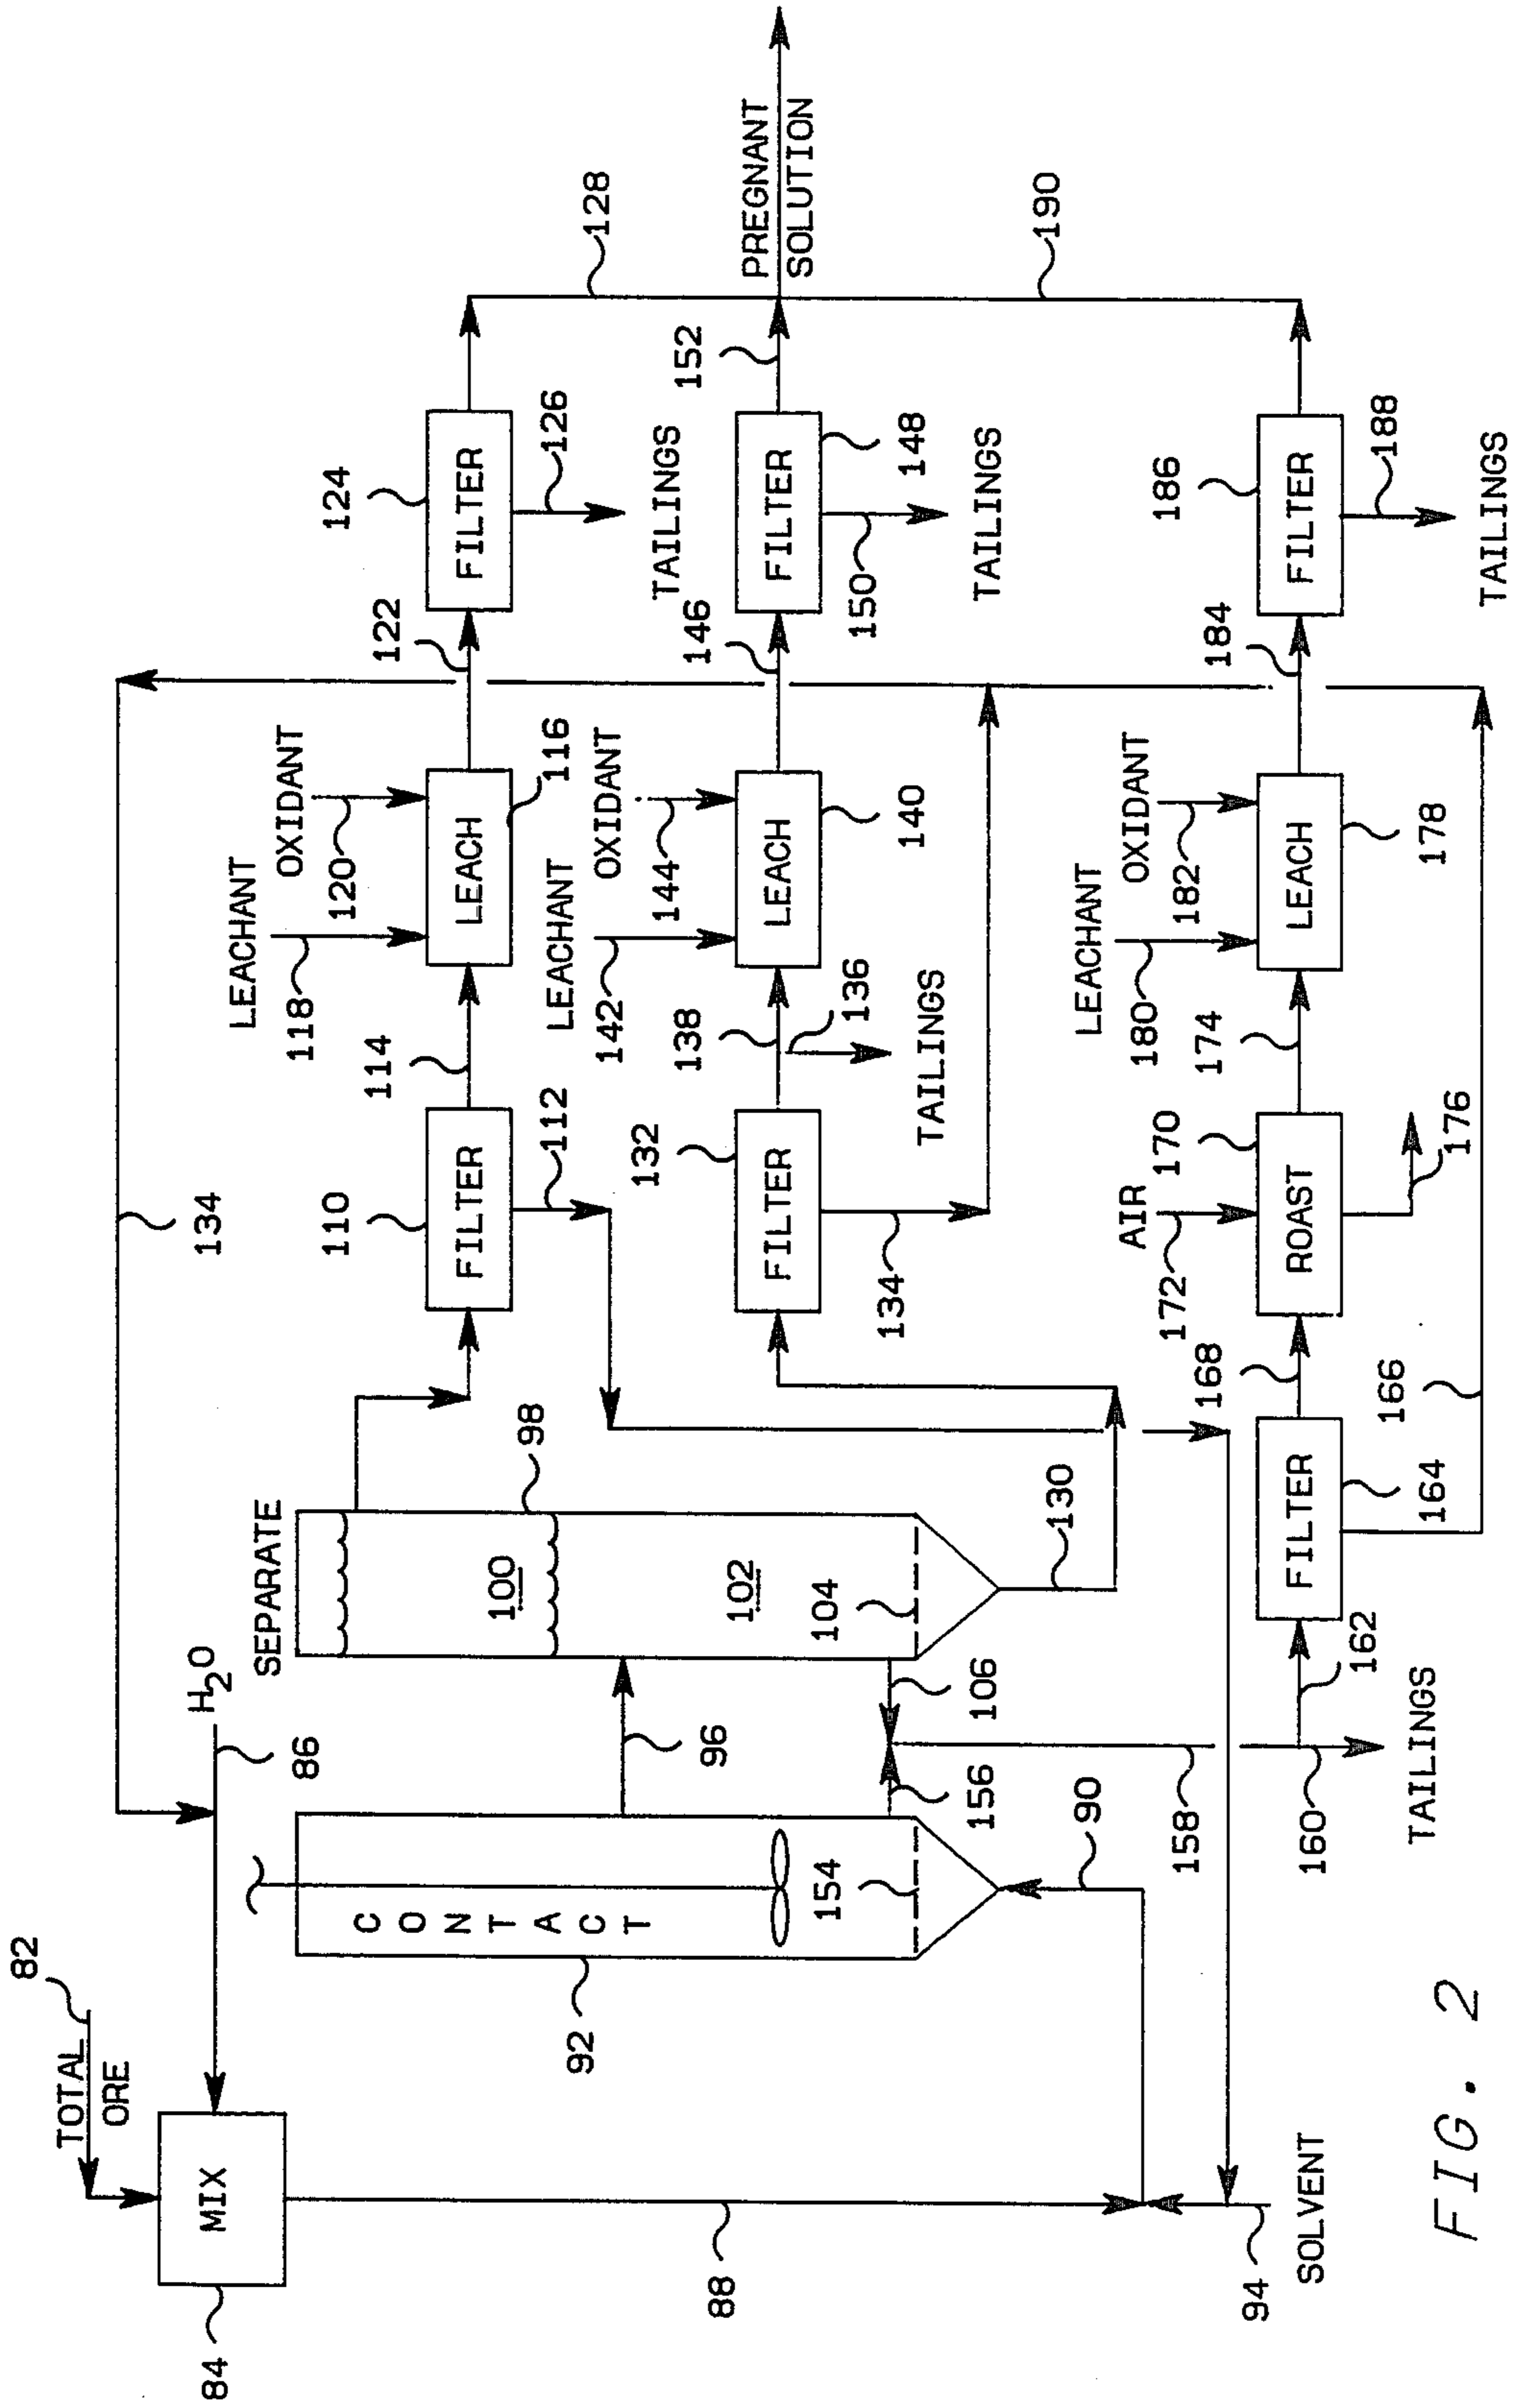 TOTAL
ORE
82
84
MIX
H2O
86
134
88
SOLVENT
94
90
92
CONTACT
154
156
96
SEPARATE
98
100
102
104
106
130
158
160
TAILINGS
162
110
FILTER
112
114
LEACHANT
118
OXIDANT
120
LEACH
116
122
124
FILTER
126
TAILINGS
128
132
FILTER
134
138
136
TAILINGS
LEACHANT
142
OXIDANT
144
LEACH
140
146
FILTER
148
150
TAILINGS
152
PREGNANT
SOLUTION
FILTER
164
166
168
AIR
172
170
ROAST
176
174
LEACHANT
180
OXIDANT
182
LEACH
178
184
186
FILTER
188
TAILINGS
190
FIG. 2